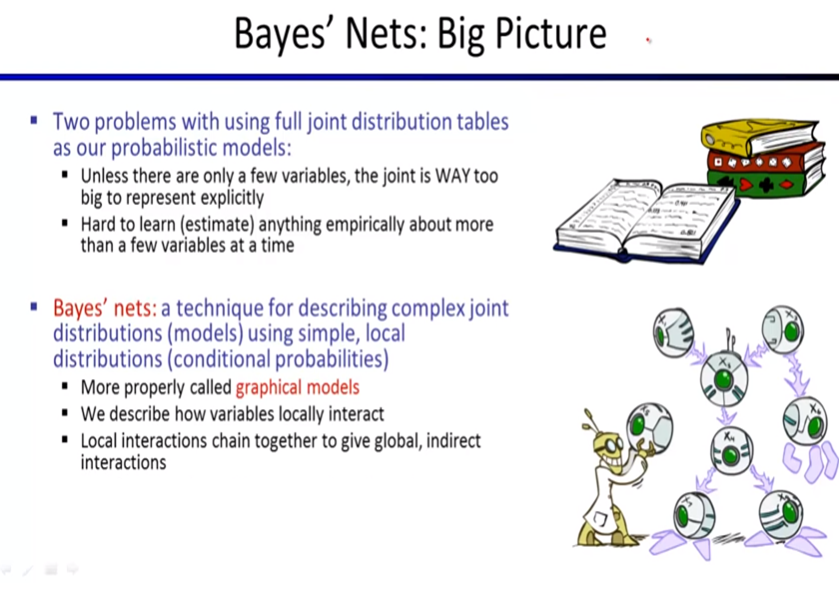 Bayes' Nets: Big Picture
Two problems with using full joint distribution tables
as our probabilistic models:
Unless there are only a few variables, the joint is WAY too
big to represent explicitly
Hard to learn (estimate) anything empirically about more
than a few variables at a time
Bayes' nets: a technique for describing complex joint
distributions (models) using simple, local
distributions (conditional probabilities)
More properly called graphical models
We describe how variables locally interact
Local interactions chain together to give global, indirect
interactions